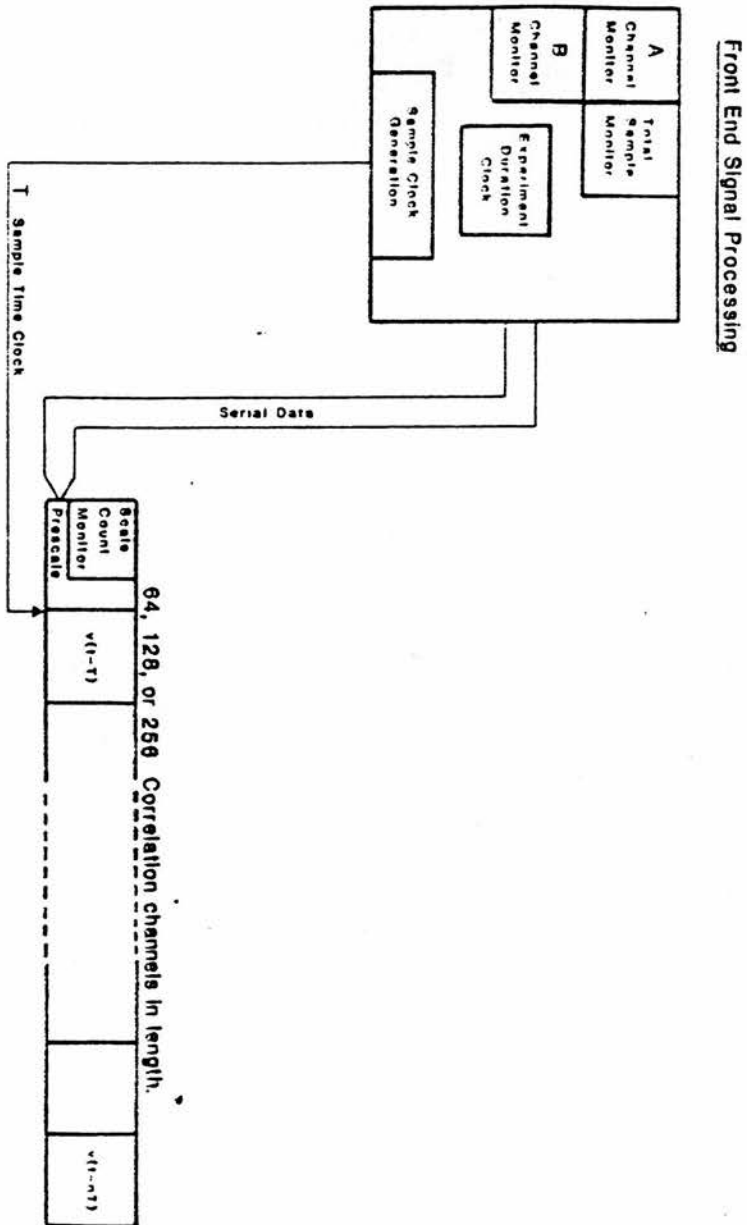 Front End Signal Processing
A
Channel
Monitor
Total
Sample
Monitor
B
Channel
Monitor
Experiment
Duration
Clock
Sample Clock
Generation
T Sample Time Clock
Serial Data
Scale
Count
Monitor
Prescale
64, 128, or 256 Correlation channels in length.
v(t-T)
v(t-nT)